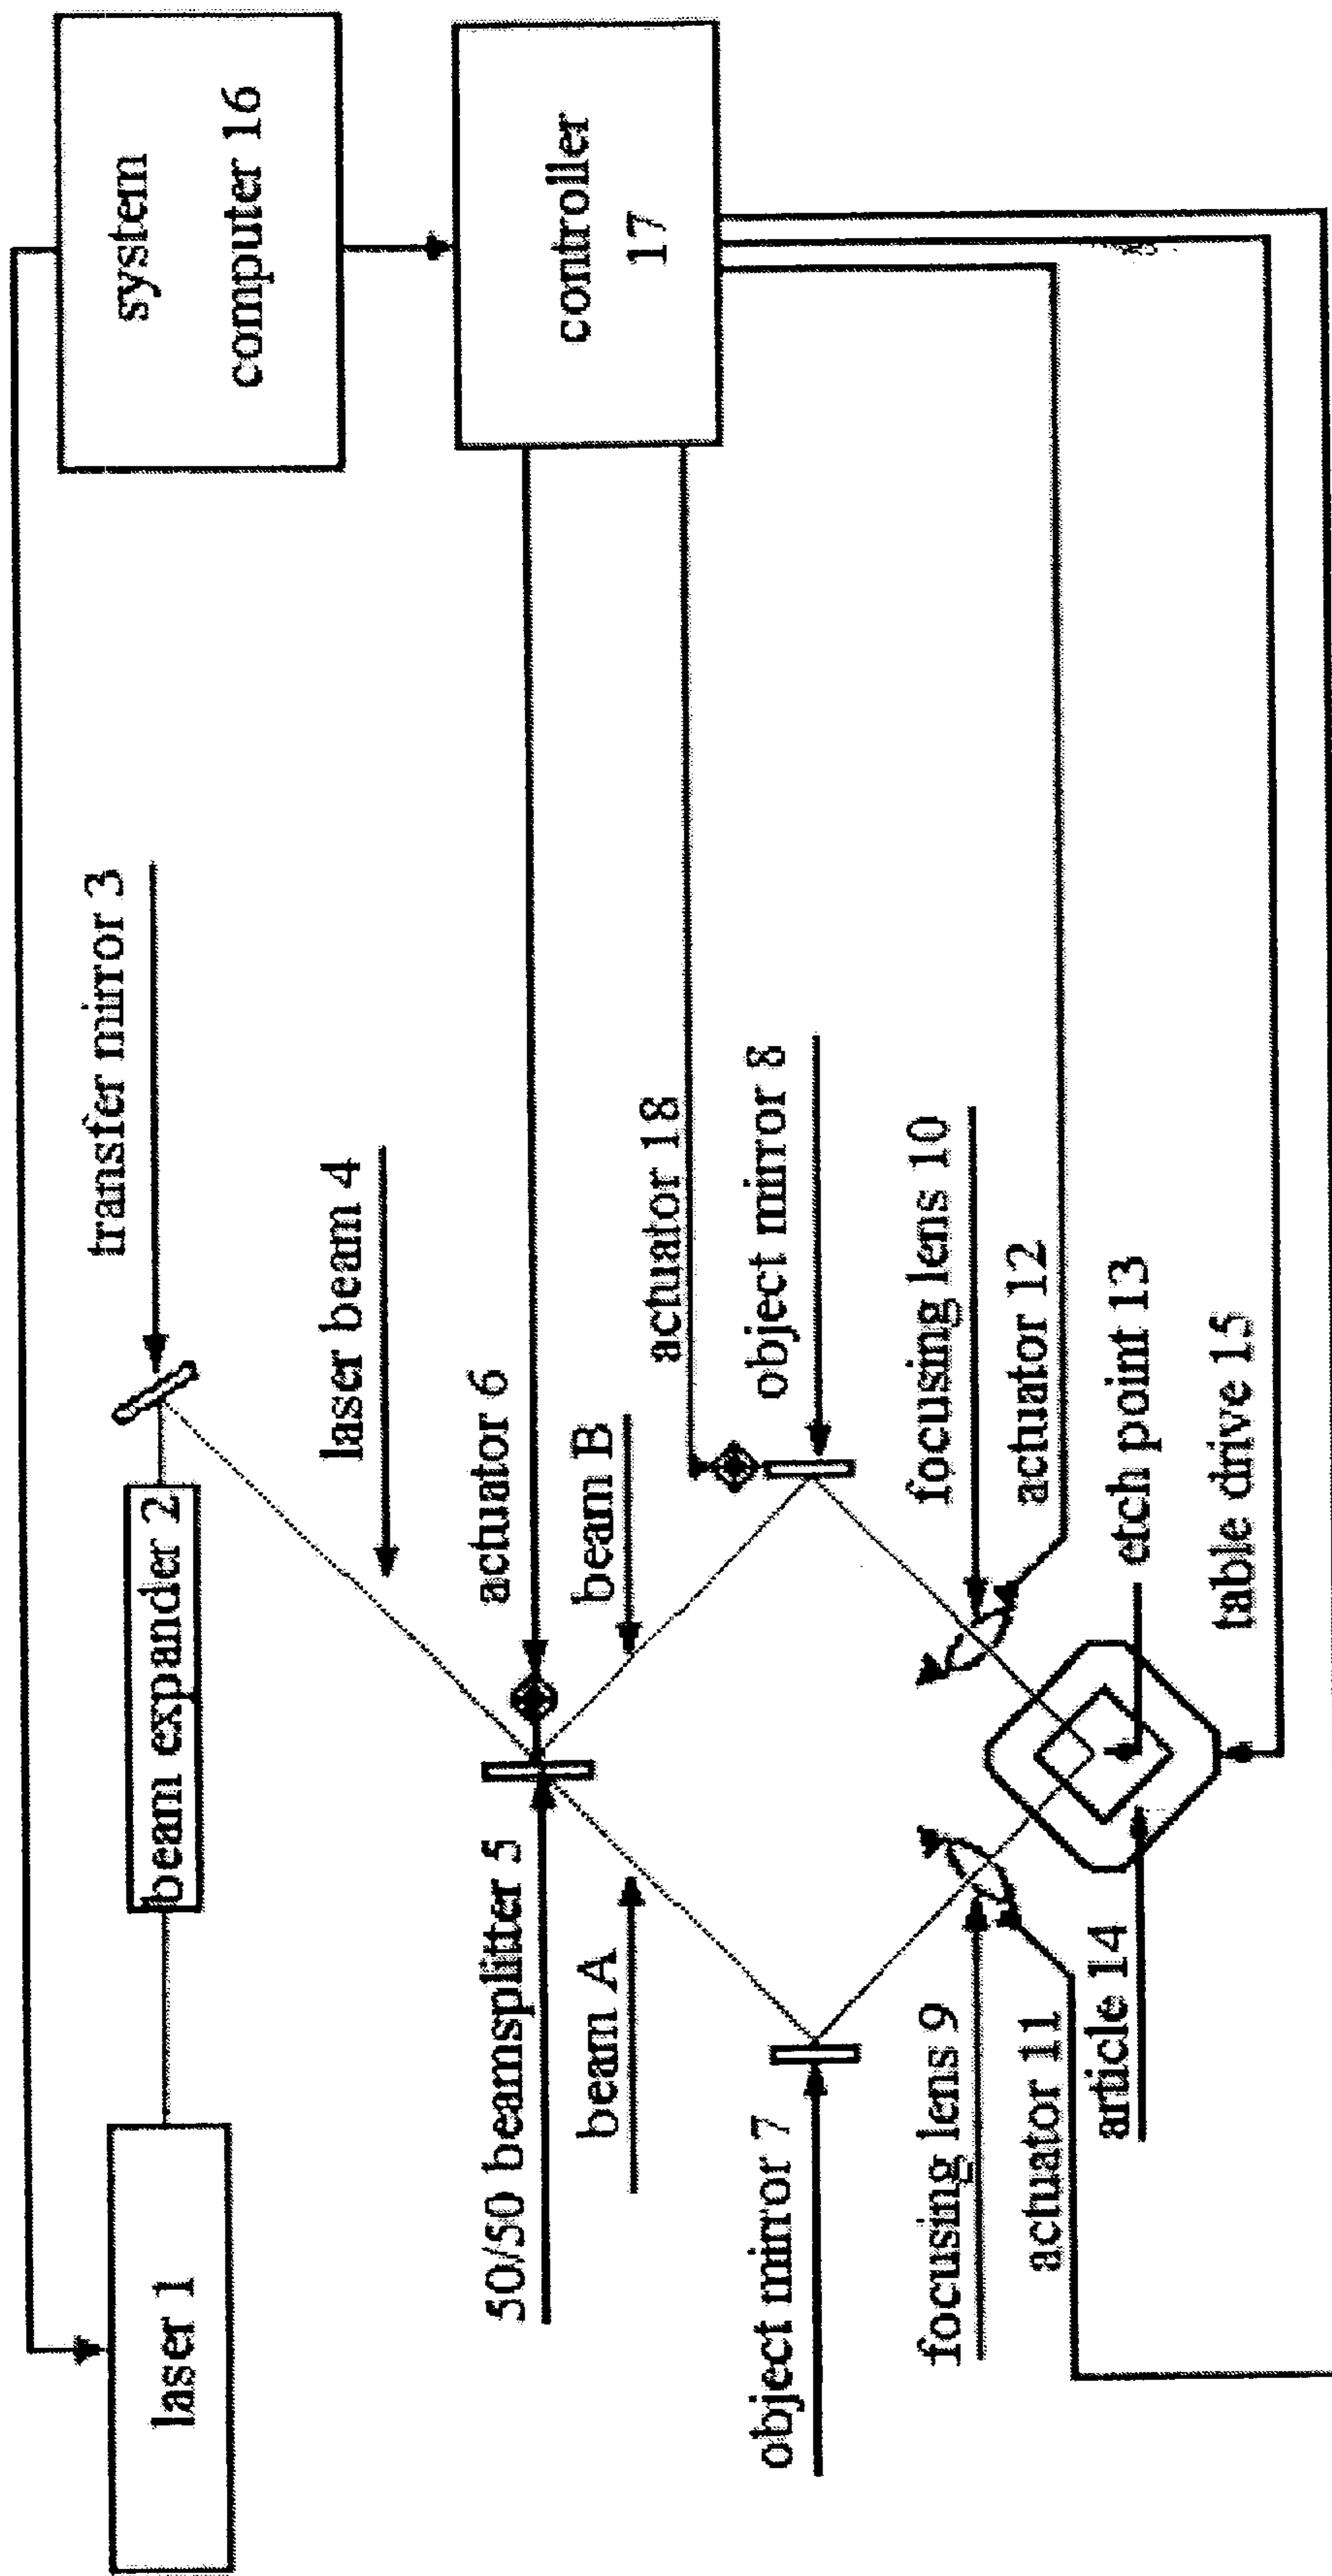 system
computer 16
controller
17
transfer mirror 3
laser beam 4
beam expander 2
laser 1
actuator 6
50/50 beamsplitter 5
beam B
beam A
actuator 18
object mirror 8
object mirror 7
focusing lens 10
focusing lens 9
actuator 12
actuator 11
etch point 13
article 14
table drive 15